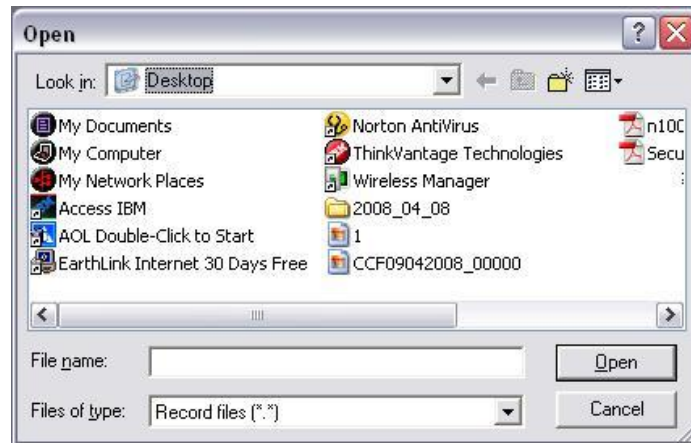 Open
Look in: Desktop
My Documents
My Computer
My Network Places
Access IBM
AOL Double-Click to Start
EarthLink Internet 30 Days Free
Norton AntiVirus
ThinkVantage Technologies
Wireless Manager
2008_04_08
1
CCF09042008_00000
n10C
Secu
File name:
Open
Files of type: Record files (*.*)
Cancel